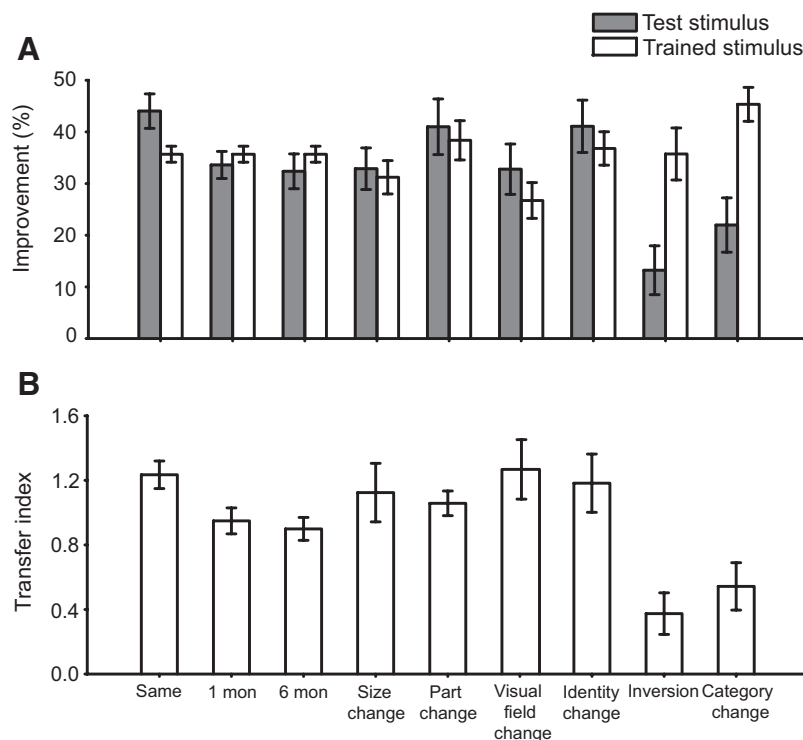 Test stimulus
Trained stimulus
A
Improvement (%)
50
40
30
20
10
0
B
Transfer index
1.6
1.2
0.8
0.4
0.0
Same
1 mon
6 mon
Size
change
Part
change
Visual
field
change
Identity
change
Inversion
Category
change